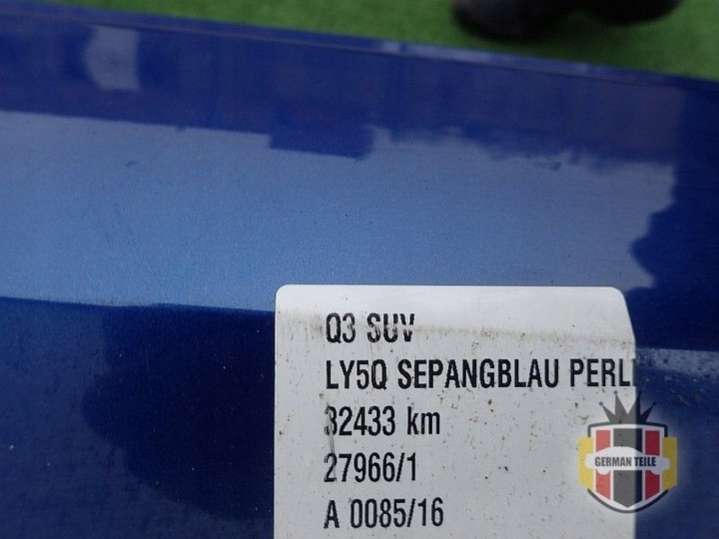 Q3 SUV
LY5Q SEPANGBLAU PERL
32433 km
27966/1
A 0085/16
GERMAN TEILE